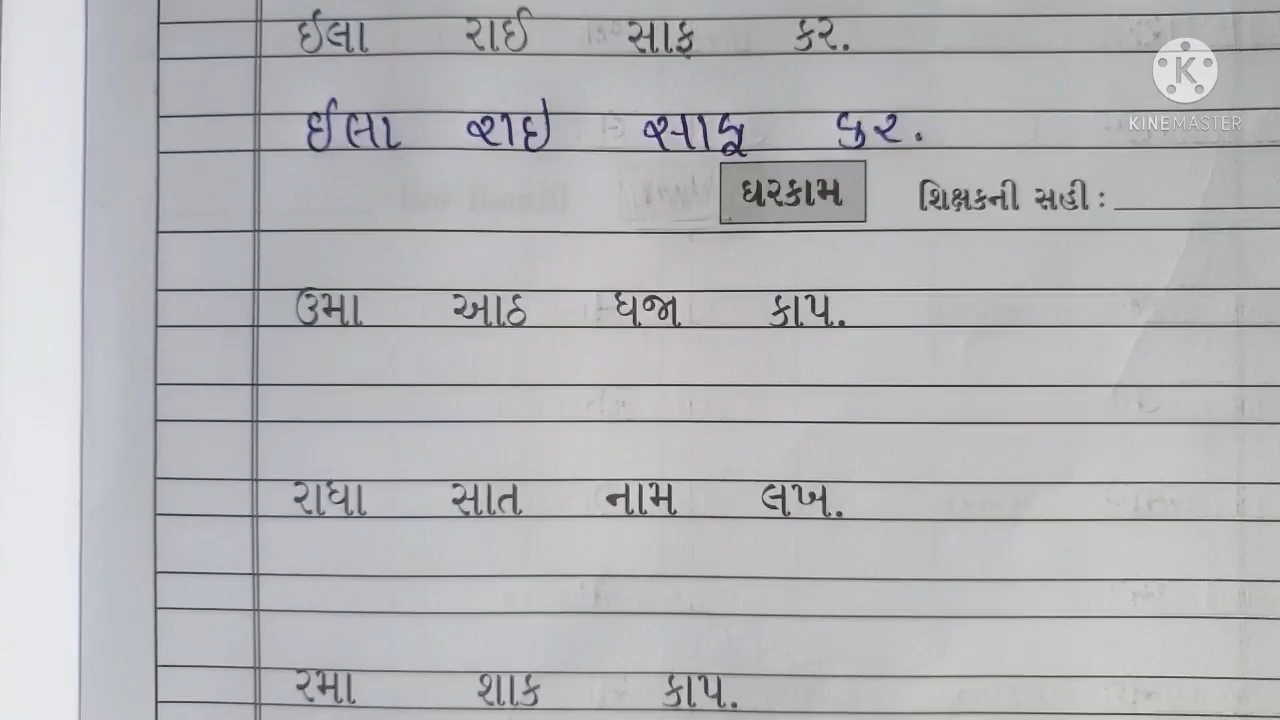 ઈલા રાઈ સાફ કર.
K
KINEMASTER
ઈલા રાઇ સાફ કર.
ઘરકામ શિક્ષકની સહી :
ઉમા આઠ ધજા કાપ.
રાધા સાત નામ લખ.
રમા શાક કાપ.